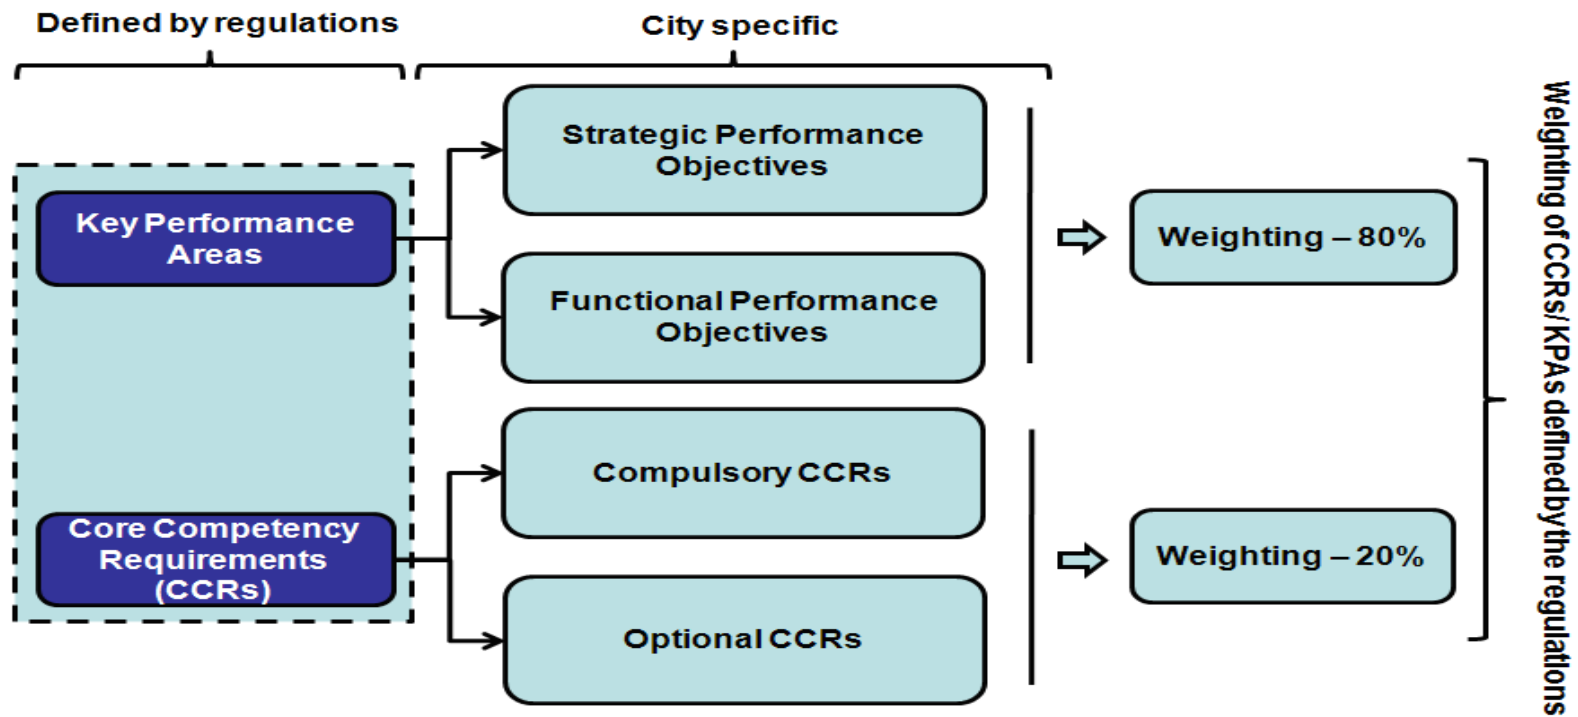 Defined by regulations
City specific
Strategic Performance
Objectives
Key Performance
Areas
Weighting – 80%
Functional Performance
Objectives
Compulsory CCRs
Core Competency
Requirements
(CCRs)
Weighting – 20%
Optional CCRs
Weighting of CCRs/ KPAs defined by the regulations